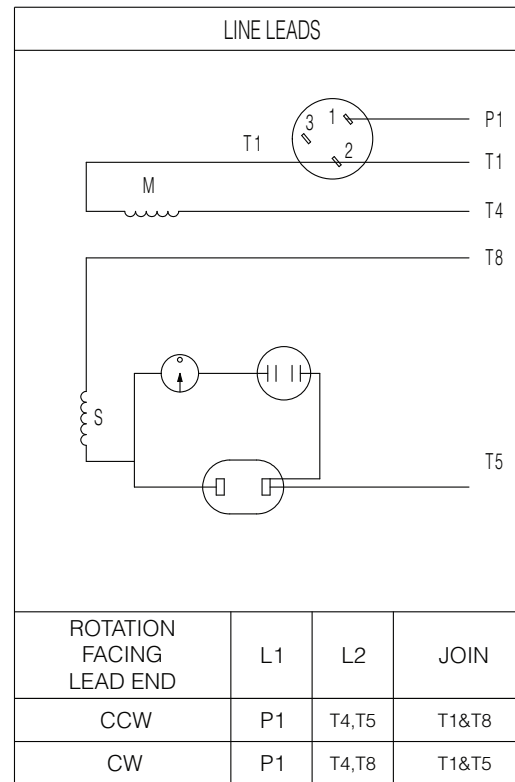 LINE LEADS
3 1 P1
T1 2 T1
M
T4
T8
S
T5
ROTATION
FACING
LEAD END
L1 L2 JOIN
CCW P1 T4,T5 T1&T8
CW P1 T4,T8 T1&T5